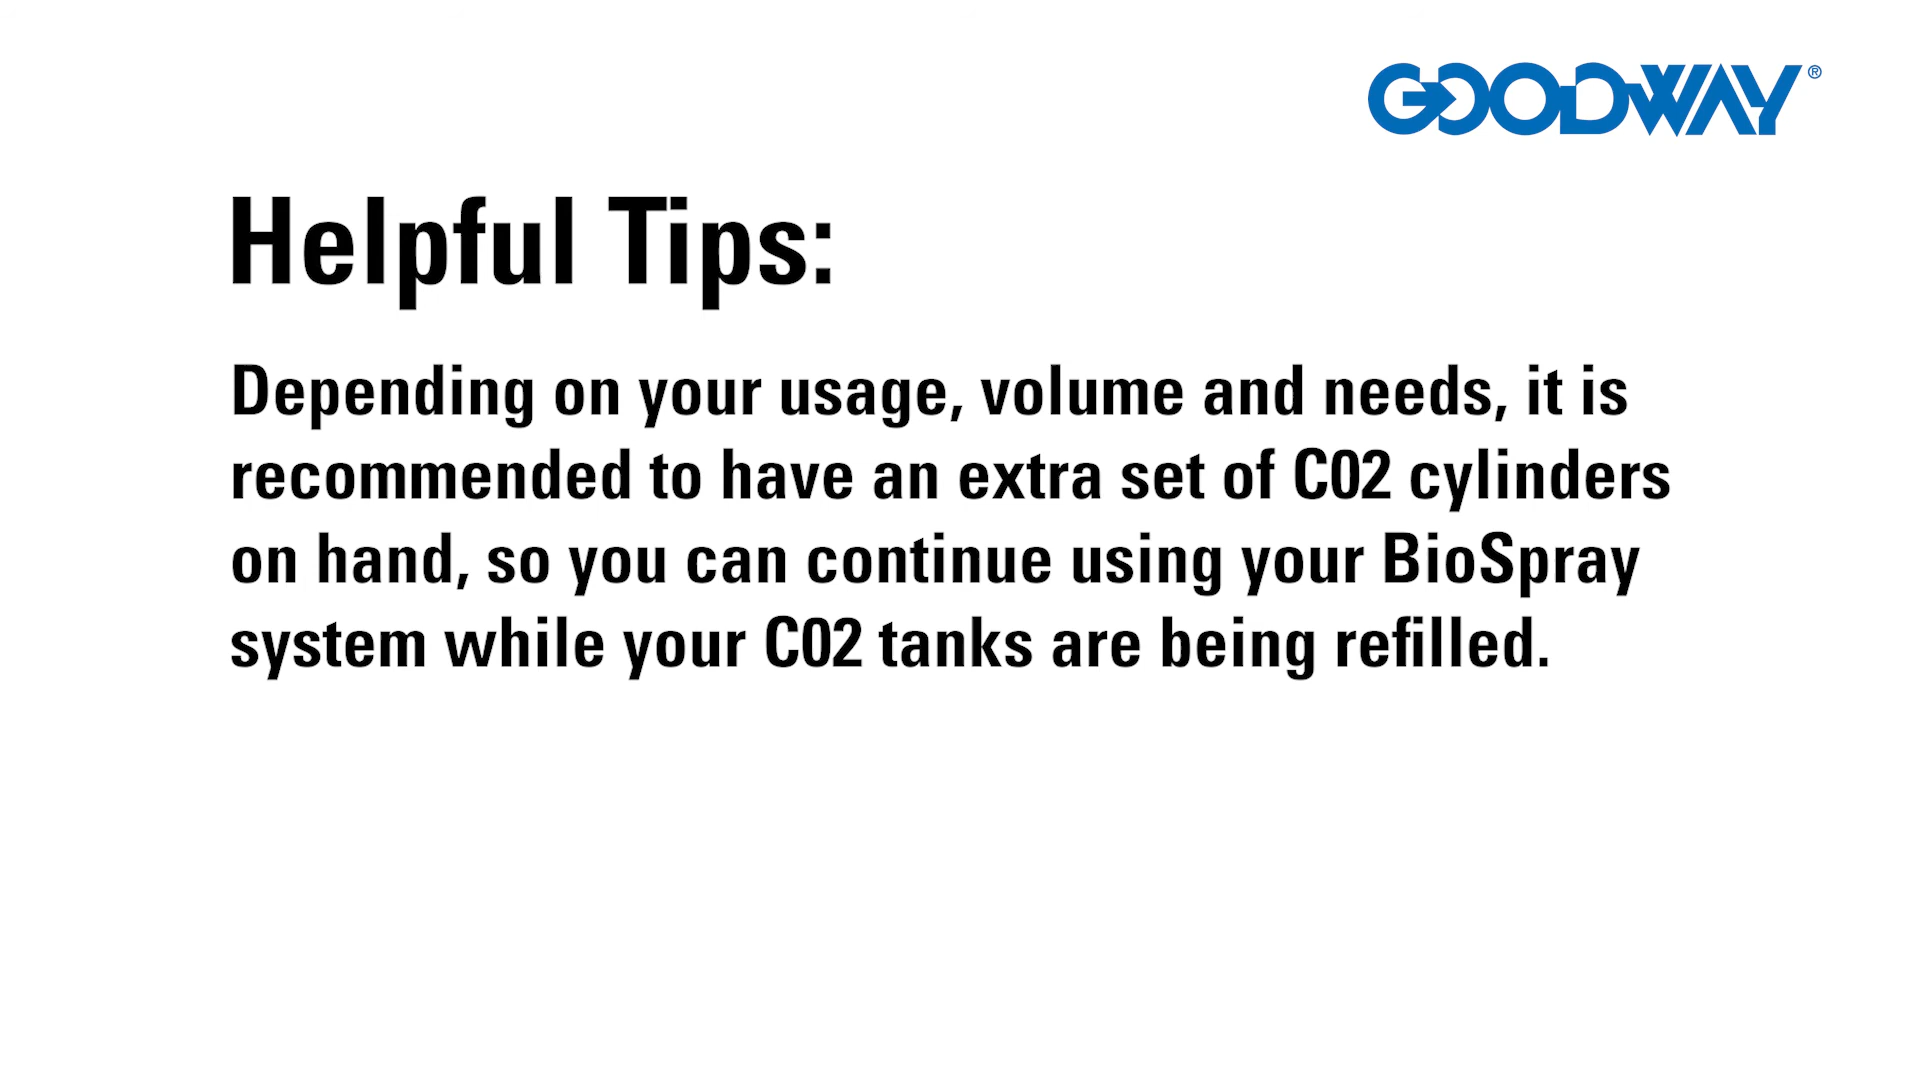 GOODWAY®
Helpful Tips:
Depending on your usage, volume and needs, it is
recommended to have an extra set of C02 cylinders
on hand, so you can continue using your BioSpray
system while your C02 tanks are being refilled.